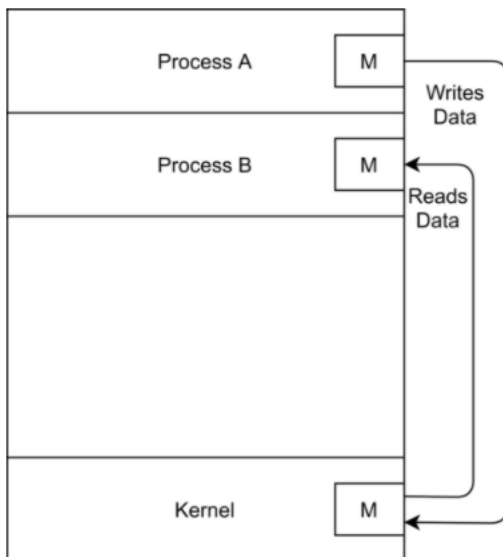 Process A
M
Writes
Data
Process B
M
Reads
Data
Kernel
M